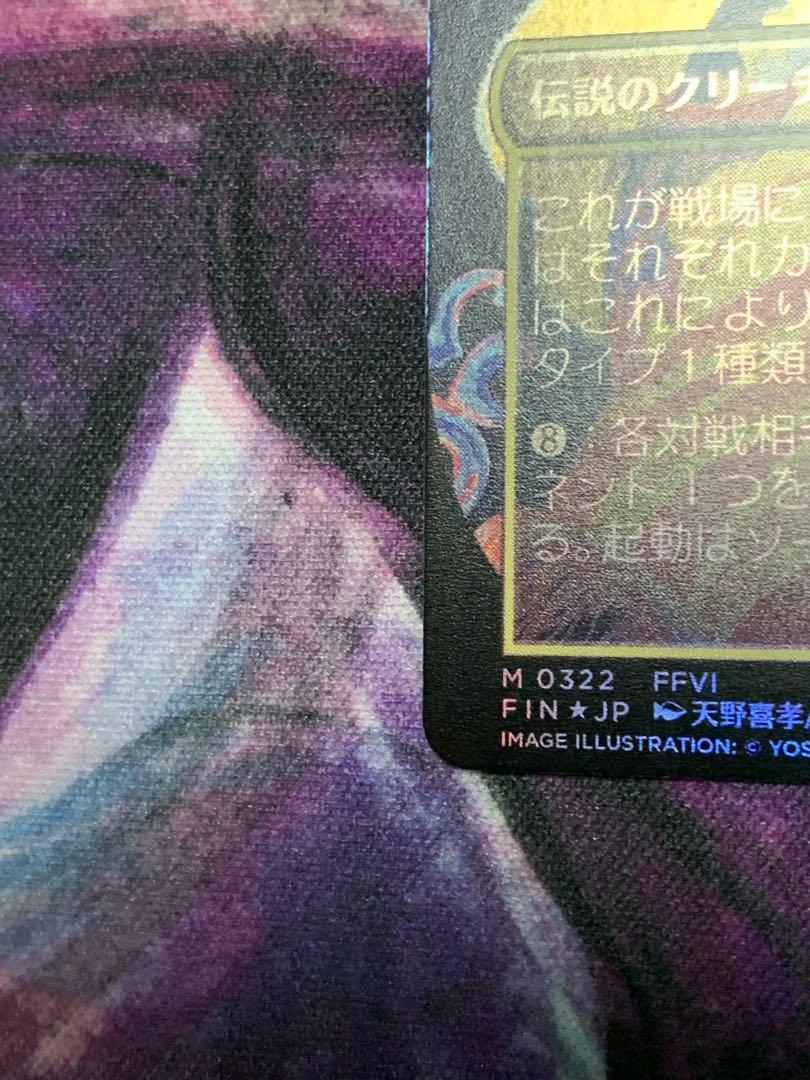 伝説のクリーチ
これが戦場に
はそれぞれカ
はこれにより
タイプ1種類
❽:各対戦相手
ネント1つを
る。起動はソ
M 0322 FFVI
FIN★JP 天野喜孝
IMAGE ILLUSTRATION: © YOS